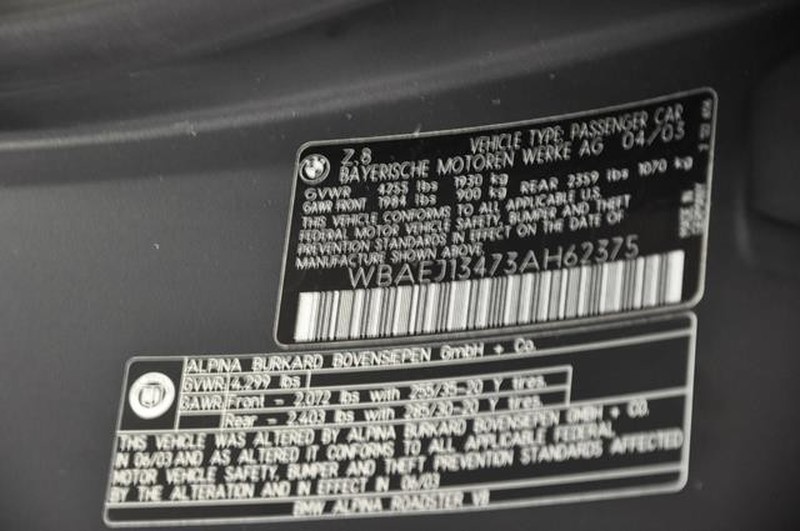 Z.8 VEHICLE TYPE: PASSENGER CAR
BAYERISCHE MOTOREN WERKE AG 04/03
GVWR 4255 lbs 1930 kg
GAWR FRONT 1984 lbs 900 kg REAR 2359 lbs 1070 kg
THIS VEHICLE CONFORMS TO ALL APPLICABLE U.S.
FEDERAL MOTOR VEHICLE SAFETY, BUMPER AND THEFT
PREVENTION STANDARDS IN EFFECT ON THE DATE OF
MANUFACTURE SHOWN ABOVE.
MADE IN
GERMANY
WBAEJ13473AH62375
ALPINA BURKARD BOVENSIEPEN GmbH + Co.
GVWR: 4,299 lbs
GAWR: Front - 2,072 lbs with 255/35-20 Y tires.
Rear - 2,403 lbs with 285/30-20 Y tires.
THIS VEHICLE WAS ALTERED BY ALPINA BURKARD BOVENSIEPEN GMBH + CO.
IN 06/03 AND AS ALTERED IT CONFORMS TO ALL APPLICABLE FEDERAL
MOTOR VEHICLE SAFETY, BUMPER AND THEFT PREVENTION STANDARDS AFFECTED
BY THE ALTERATION AND IN EFFECT IN 06/03
BMW ALPINA ROADSTER V8